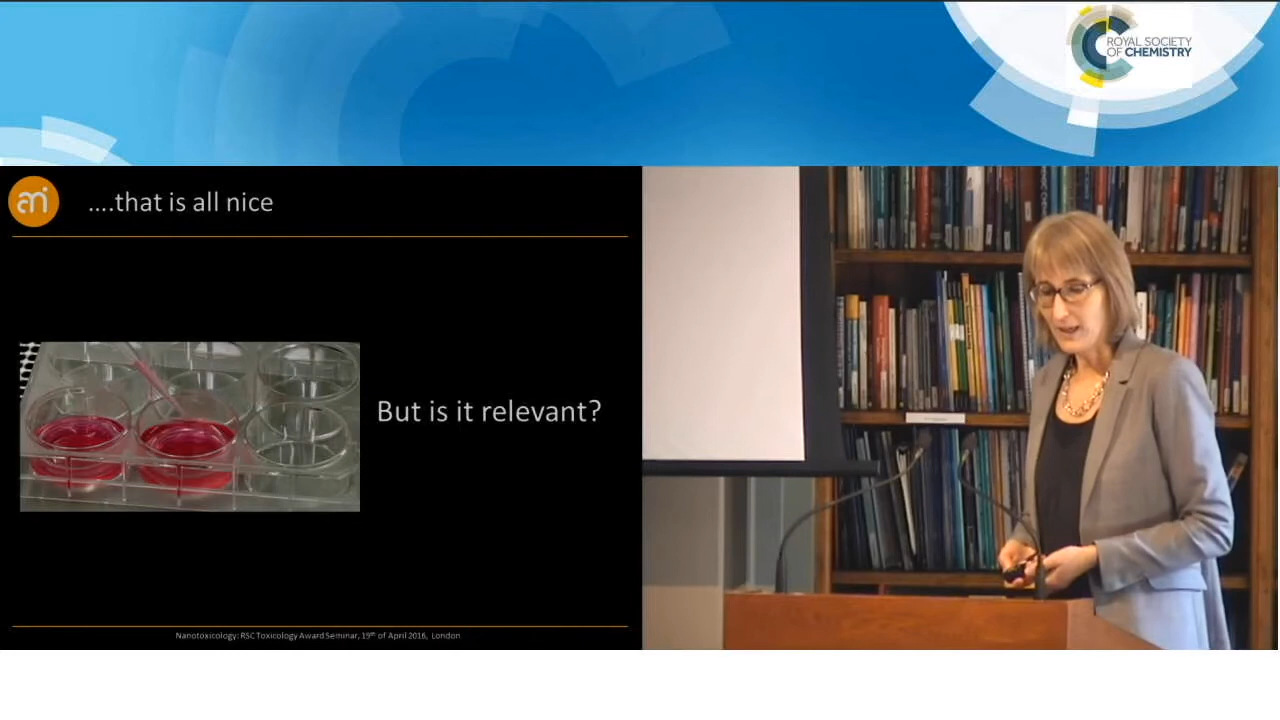 ROYAL SOCIETY
OF CHEMISTRY
ani
....that is all nice
But is it relevant?
Nanotoxicology: RSC Toxicology Award Seminar, 19th of April 2016, London